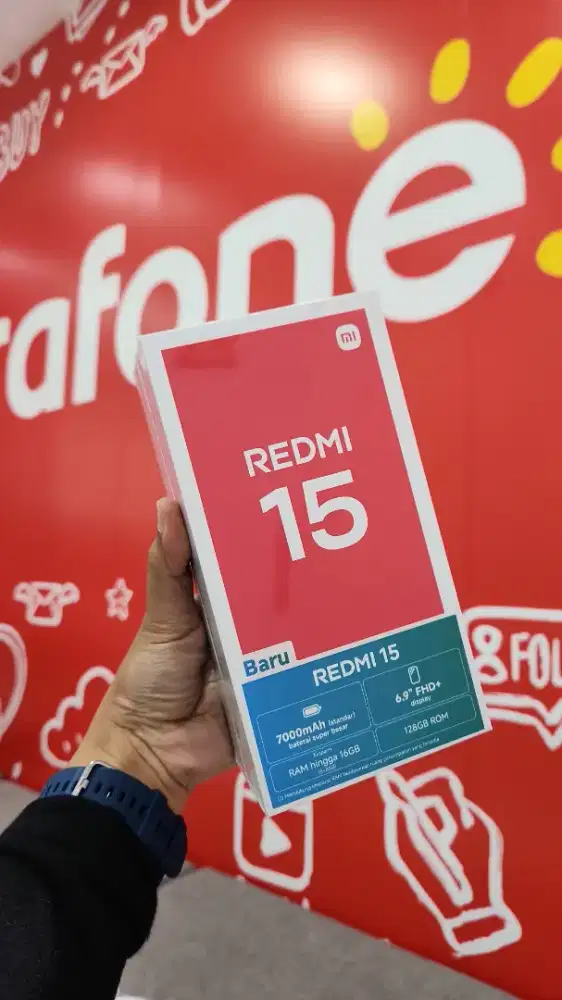 BUY
rafone
mi
REDMI
15
Baru
REDMI 15
7000mAh (standar)
baterai super besar
6.9" FHD+
display
RAM hingga 16GB
128GB ROM
8 FOL